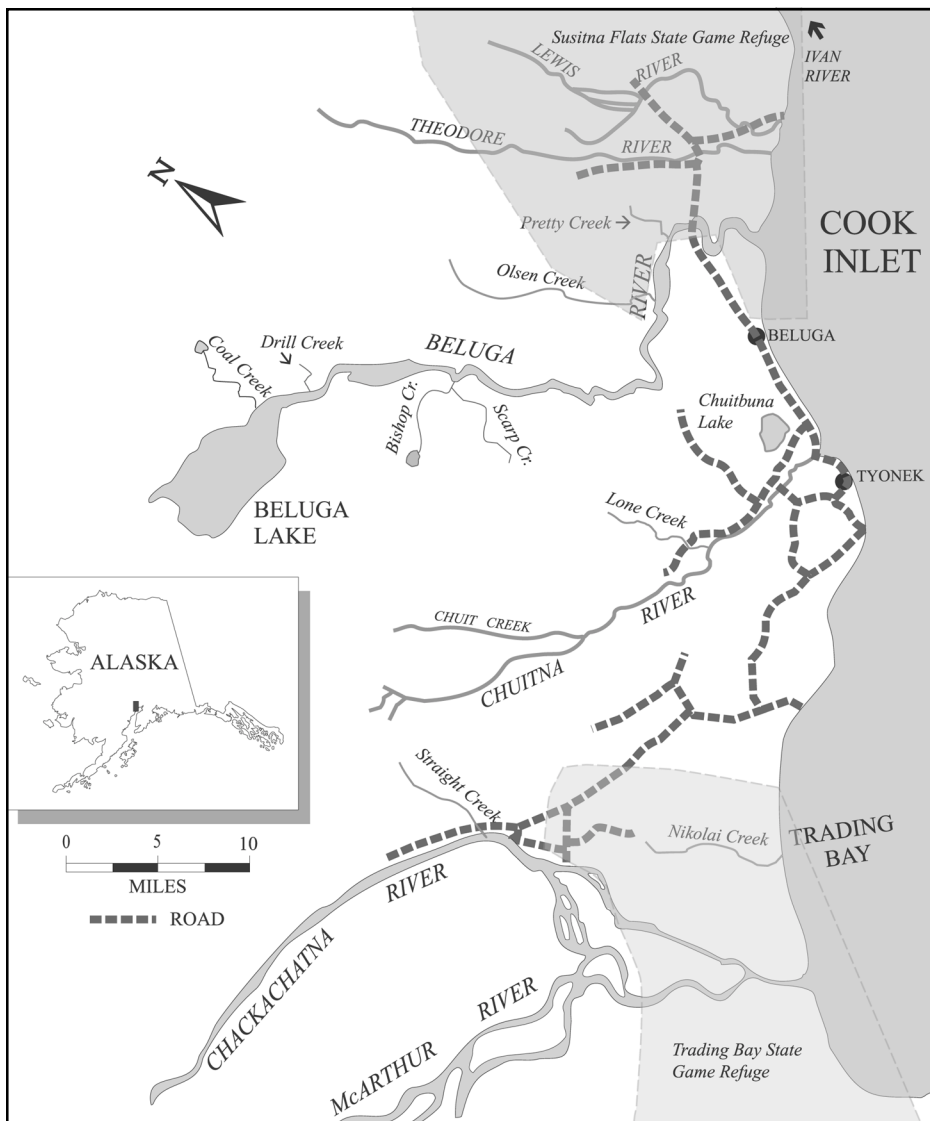 Susitna Flats State Game Refuge
IVAN
RIVER
LEWIS RIVER
THEODORE RIVER
N
Pretty Creek
COOK
INLET
Olsen Creek
RIVER
BELUGA
BELUGA
Drill Creek
Coal Creek
Bishop Cr.
Scarp Cr.
Chuitbuna
Lake
TYONEK
BELUGA
LAKE
Lone Creek
CHUIT CREEK
CHUITNA RIVER
ALASKA
Straight Creek
Nikolai Creek
TRADING
BAY
0 5 10
MILES
ROAD
CHACKACHATNA RIVER
McARTHUR RIVER
Trading Bay State
Game Refuge